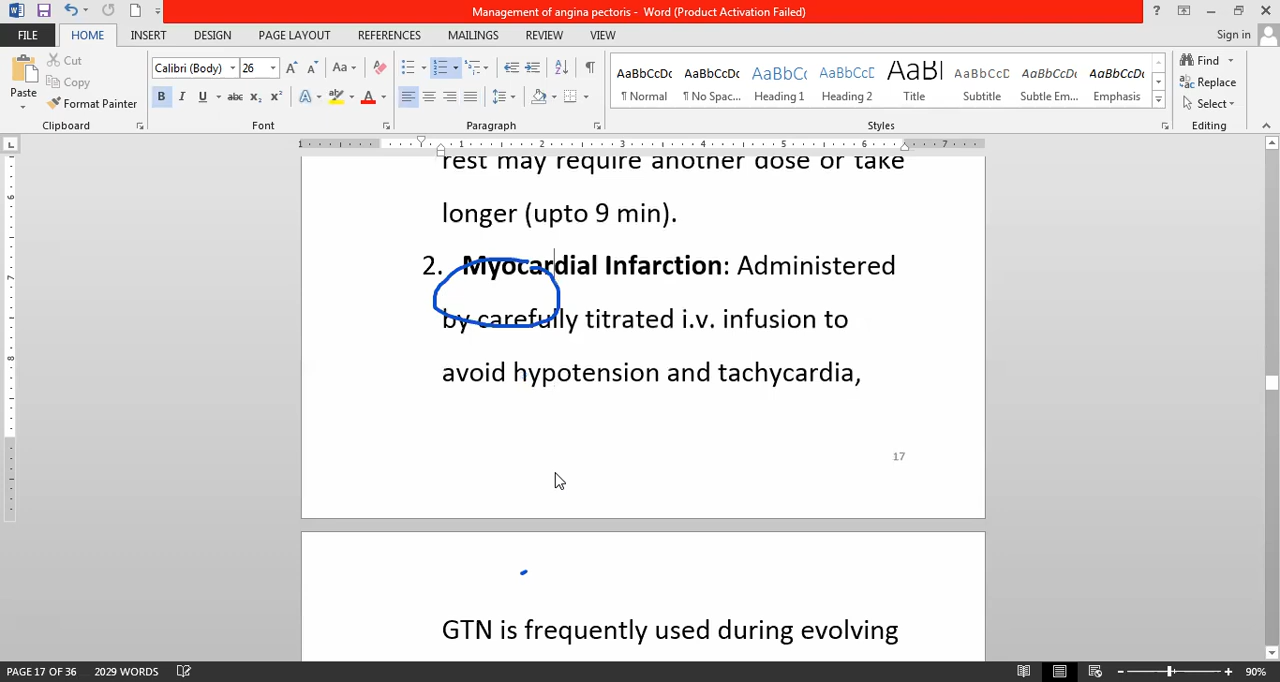 Management of angina pectoris - Word (Product Activation Failed)
FILE HOME INSERT DESIGN PAGE LAYOUT REFERENCES MAILINGS REVIEW VIEW Sign in
Paste
Cut
Copy
Format Painter
Clipboard
Calibri (Body) 26
Font
Paragraph
AaBbCcDc AaBbCcDc AaBbCc AaBbCcD AaBl AaBbCcD AaBbCcDc AaBbCcDc
¶ Normal ¶ No Spac... Heading 1 Heading 2 Title Subtitle Subtle Em... Emphasis
Styles
Find
Replace
Select
Editing
rest may require another dose or take
longer (upto 9 min).
2. Myocardial Infarction: Administered
by carefully titrated i.v. infusion to
avoid hypotension and tachycardia,
17
GTN is frequently used during evolving
PAGE 17 OF 36 2029 WORDS 90%